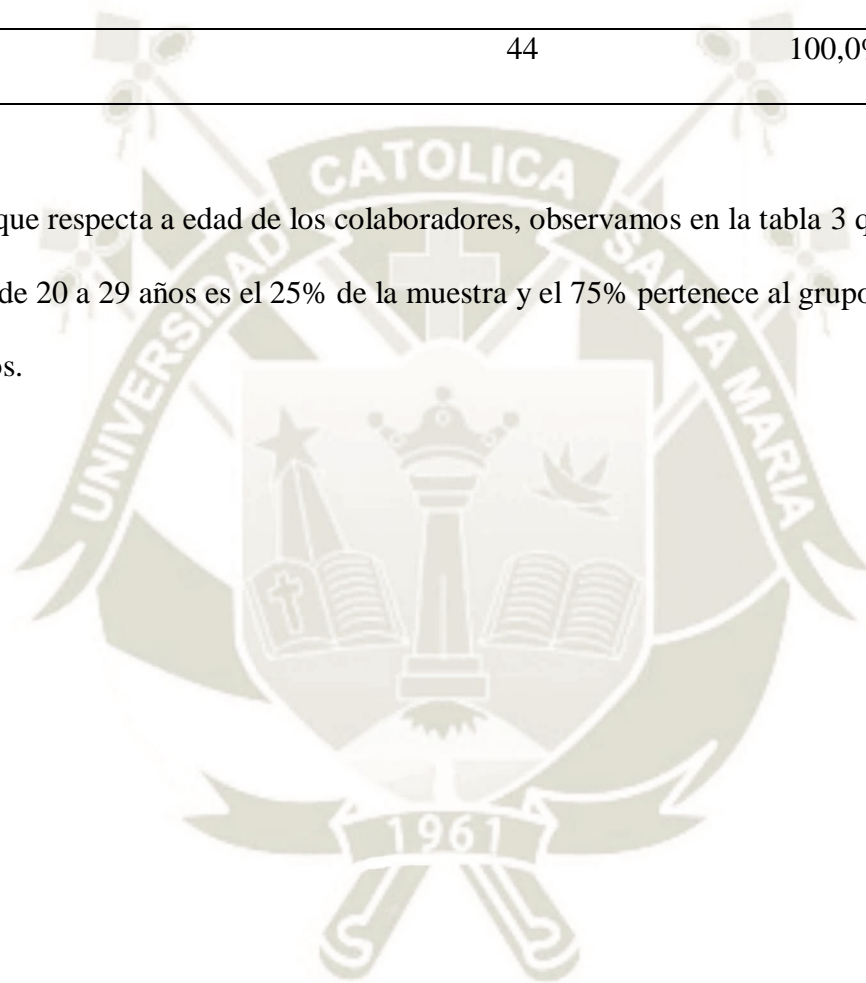 44 100,0%
que respecta a edad de los colaboradores, observamos en la tabla 3 q
de 20 a 29 años es el 25% de la muestra y el 75% pertenece al grupo
os.
UNIVERSIDAD CATOLICA SANTA MARIA
1961